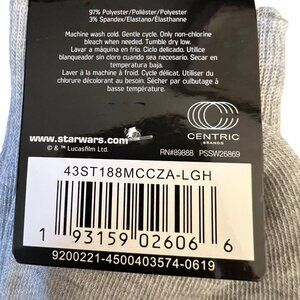 97% Polyester/Poliéster/Polyester
3% Spandex/Elastano/Élasthanne
Machine wash cold. Gentle cycle. Only non-chlorine
bleach when needed. Tumble dry low.
Lavar a máquina en frío. Ciclo delicado. Utilice
blanqueador sin cloro cuando sea necesario. Secar en
temperatura baja.
Laver à la machine à froid. Cycle délicat. Utilisez du
chlorure décolorant au besoin. Sécher par culbutage à
basse température.
CENTRIC
BRANDS
www.starwars.com
© & ™ Lucasfilm Ltd.
RN#89888 PSSW26869
43ST188MCCZA-LGH
1 93159 02606 6
9200221-4500403574-0619